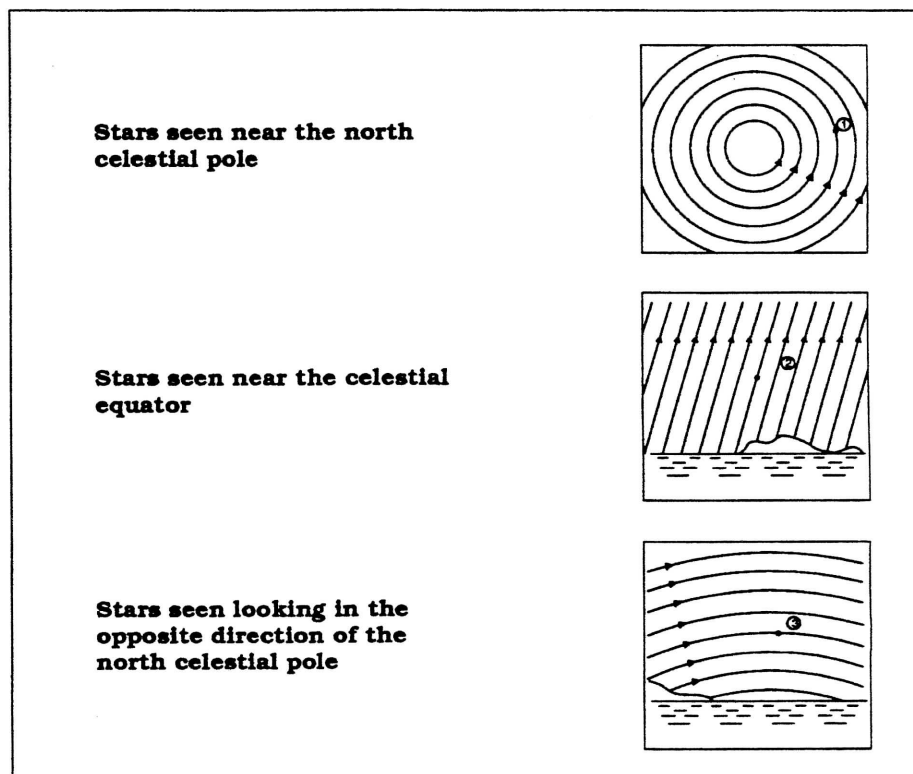 Stars seen near the north
celestial pole
①
Stars seen near the celestial
equator
②
Stars seen looking in the
opposite direction of the
north celestial pole
③